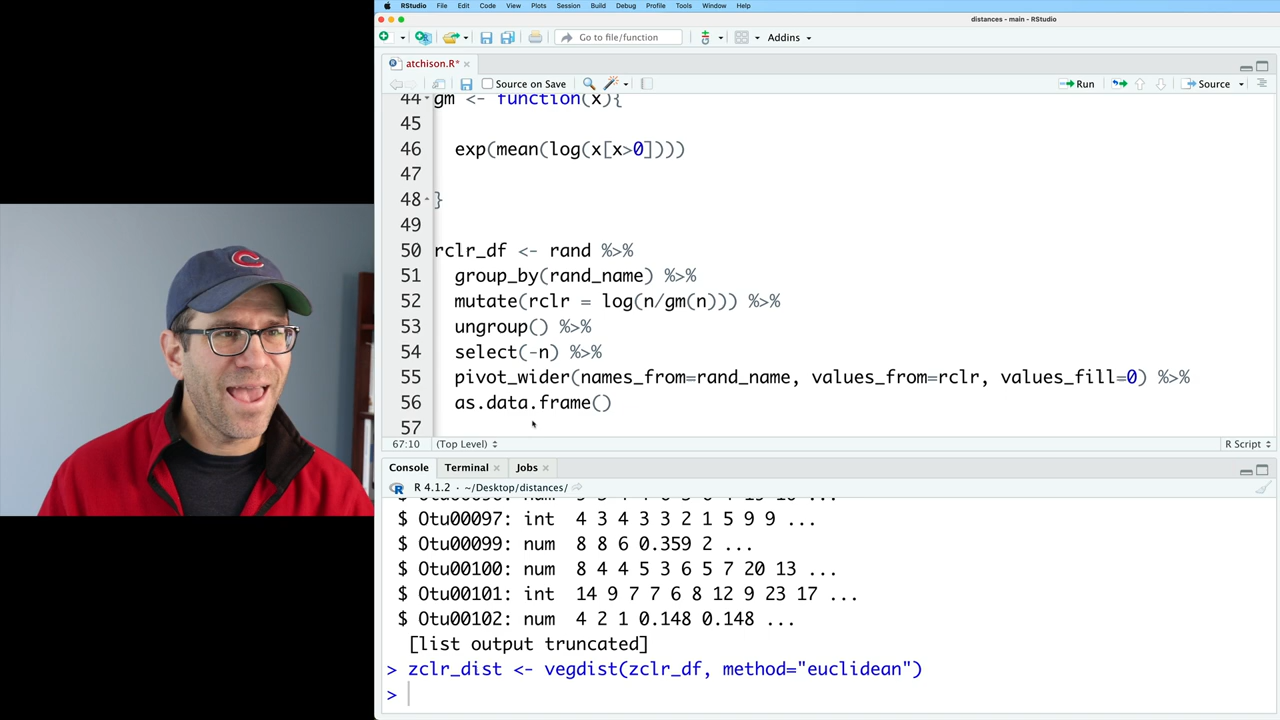 RStudio File Edit Code View Plots Session Build Debug Profile Tools Window Help
distances - main - RStudio
Go to file/function Addins
atchison.R*
Source on Save Run Source
44 gm <- function(x){
45
46 exp(mean(log(x[x>0])))
47
48 }
49
50 rclr_df <- rand %>%
51 group_by(rand_name) %>%
52 mutate(rclr = log(n/gm(n))) %>%
53 ungroup() %>%
54 select(-n) %>%
55 pivot_wider(names_from=rand_name, values_from=rclr, values_fill=0) %>%
56 as.data.frame()
57
67:10 (Top Level) R Script
Console Terminal Jobs
R 4.1.2 · ~/Desktop/distances/
$ Otu00097: int 4 3 4 3 3 2 1 5 9 9 ...
$ Otu00099: num 8 8 6 0.359 2 ...
$ Otu00100: num 8 4 4 5 3 6 5 7 20 13 ...
$ Otu00101: int 14 9 7 7 6 8 12 9 23 17 ...
$ Otu00102: num 4 2 1 0.148 0.148 ...
[list output truncated]
> zclr_dist <- vegdist(zclr_df, method="euclidean")
>